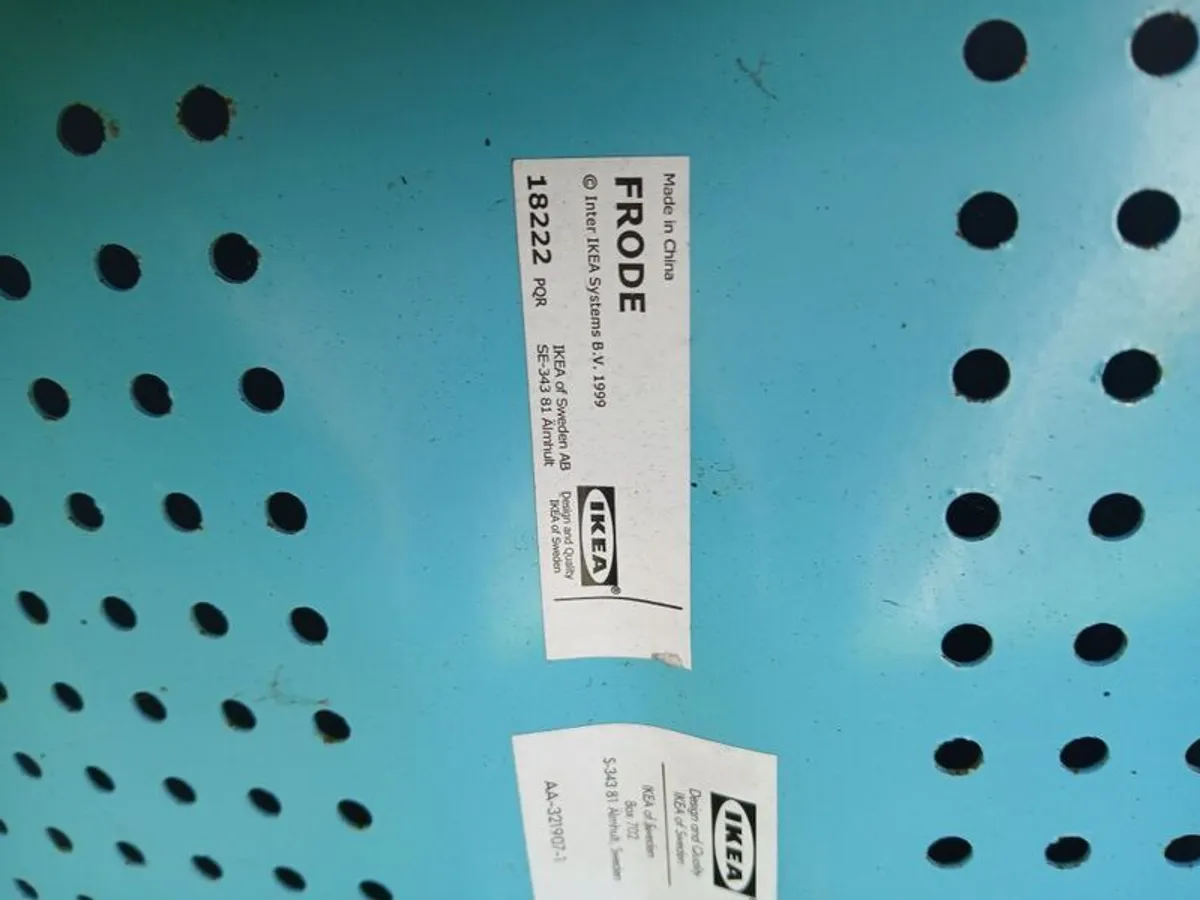 Made in China
FRODE
© Inter IKEA Systems B.V. 1999
18222 PQR
IKEA of Sweden AB
SE-343 81 Älmhult
IKEA®
Design and Quality
IKEA of Sweden
IKEA
Design and Quality
IKEA of Sweden
IKEA of Sweden
Box 702
S-343 81 Älmhult, Sweden
AA-321907-1